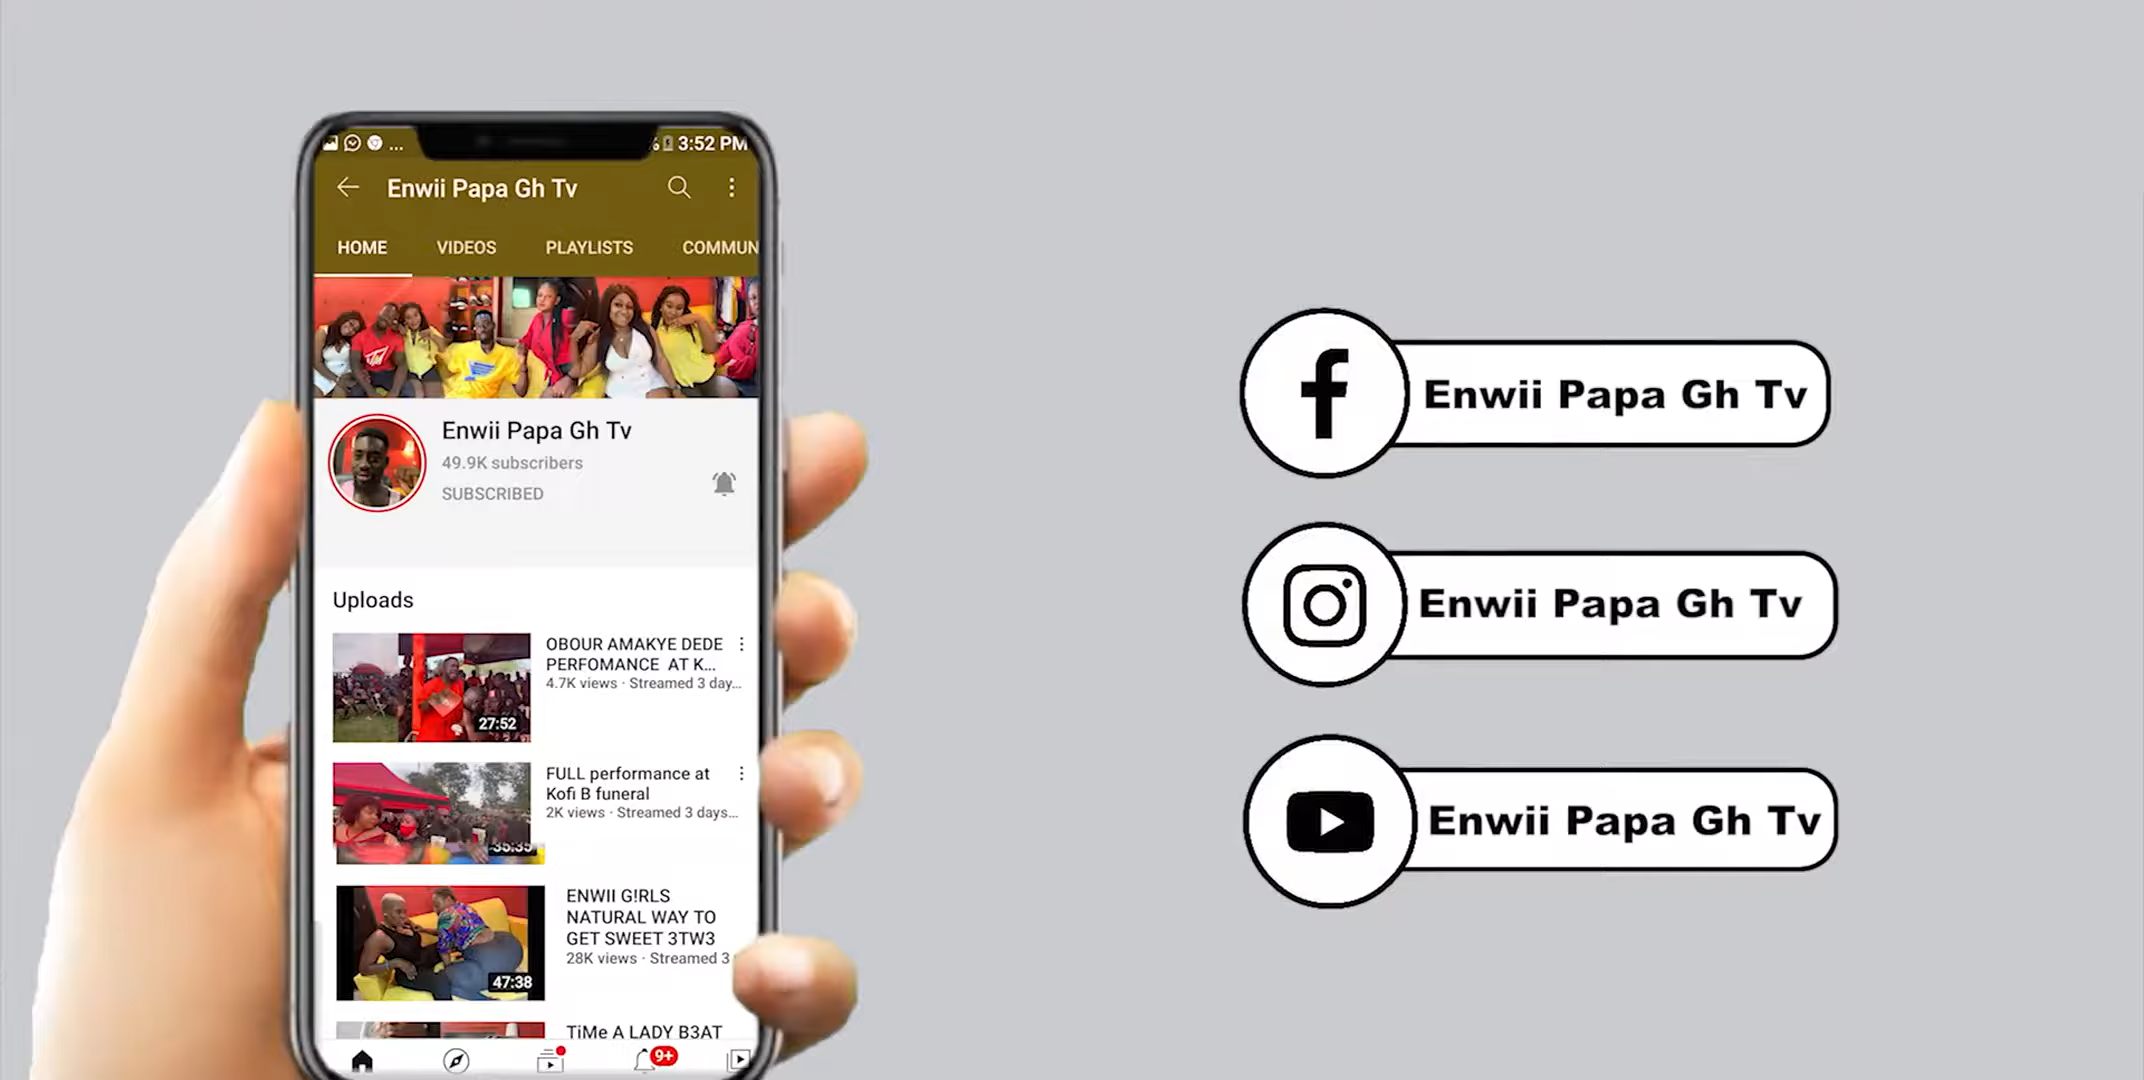 ... 3:52 PM
Enwii Papa Gh Tv
HOME VIDEOS PLAYLISTS COMMUN
Enwii Papa Gh Tv
49.9K subscribers
SUBSCRIBED
Uploads
OBOUR AMAKYE DEDE
PERFOMANCE AT K...
4.7K views · Streamed 3 day...
27:52
FULL performance at
Kofi B funeral
2K views · Streamed 3 days...
35:35
ENWII G!RLS
NATURAL WAY TO
GET SWEET 3TW3
28K views · Streamed 3
47:38
TiMe A LADY B3AT
9+
Enwii Papa Gh Tv
Enwii Papa Gh Tv
Enwii Papa Gh Tv